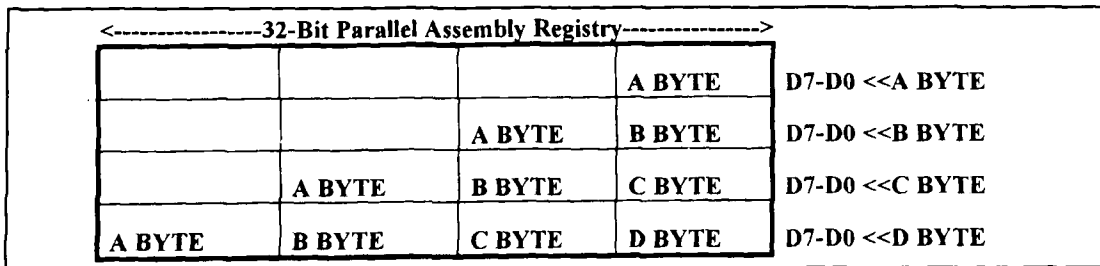 <------------------32-Bit Parallel Assembly Registry---------------->
A BYTE D7-D0 <<A BYTE
A BYTE B BYTE D7-D0 <<B BYTE
A BYTE B BYTE C BYTE D7-D0 <<C BYTE
A BYTE B BYTE C BYTE D BYTE D7-D0 <<D BYTE